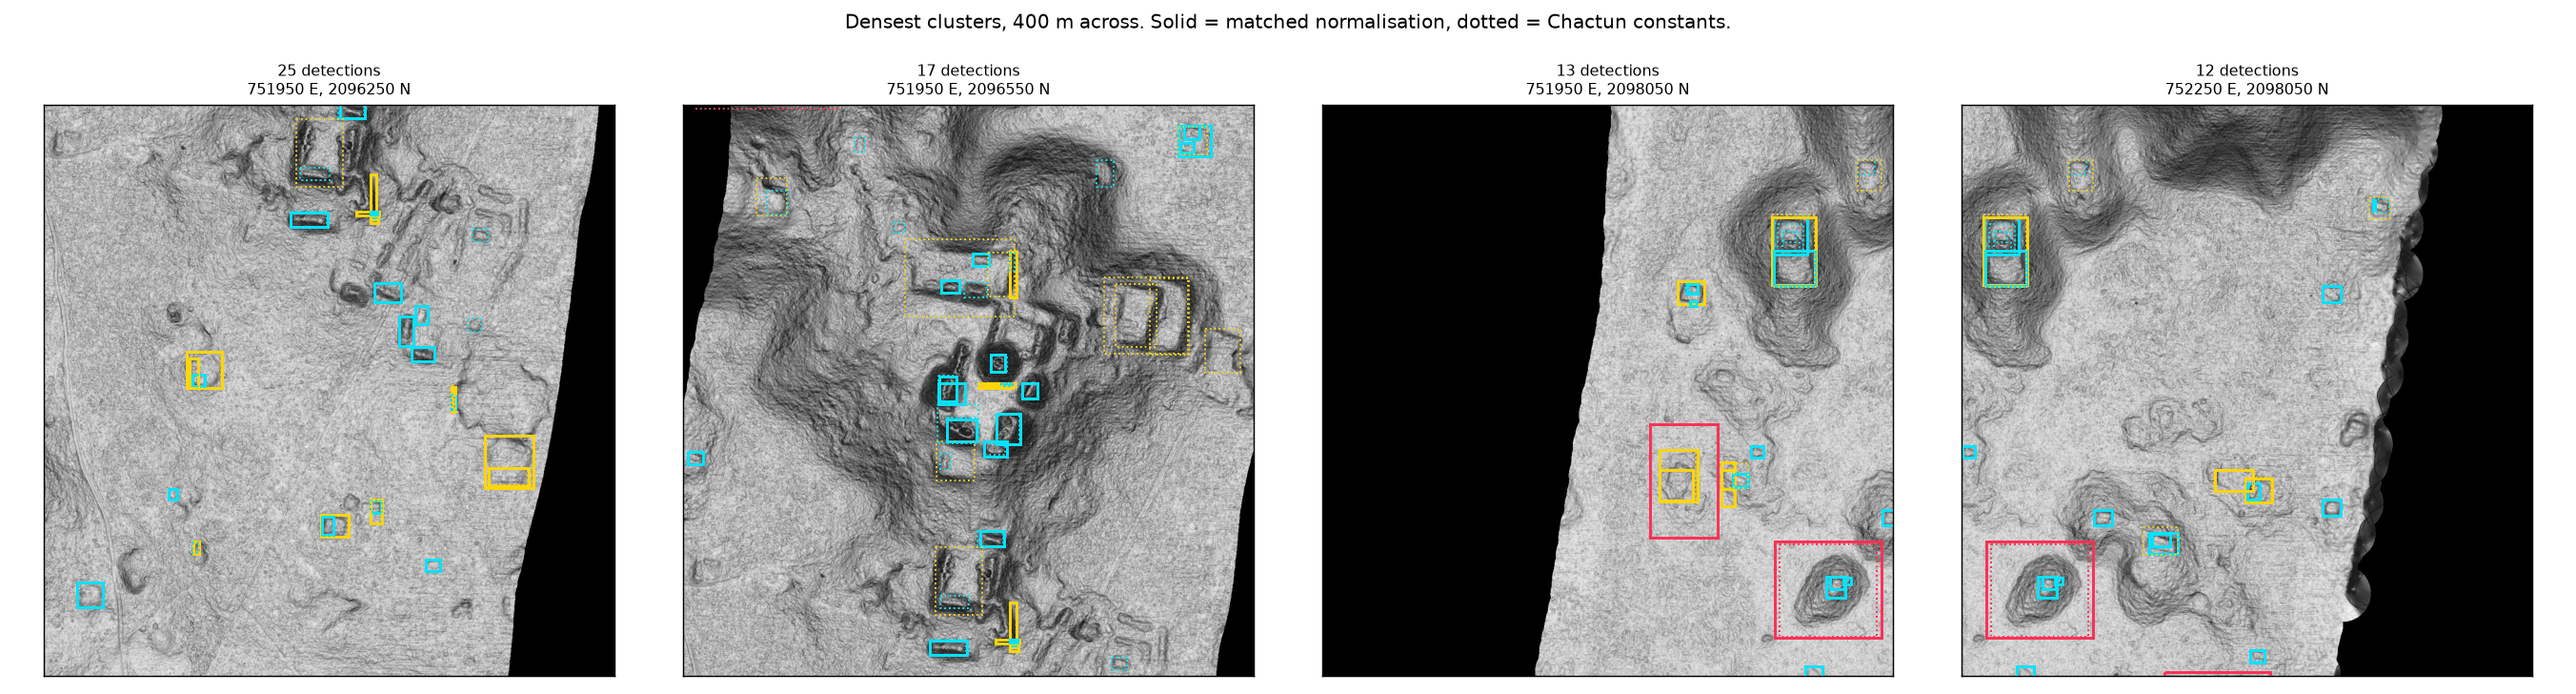 Densest clusters, 400 m across. Solid = matched normalisation, dotted = Chactun constants.
25 detections
751950 E, 2096250 N
17 detections
751950 E, 2096550 N
13 detections
751950 E, 2098050 N
12 detections
752250 E, 2098050 N